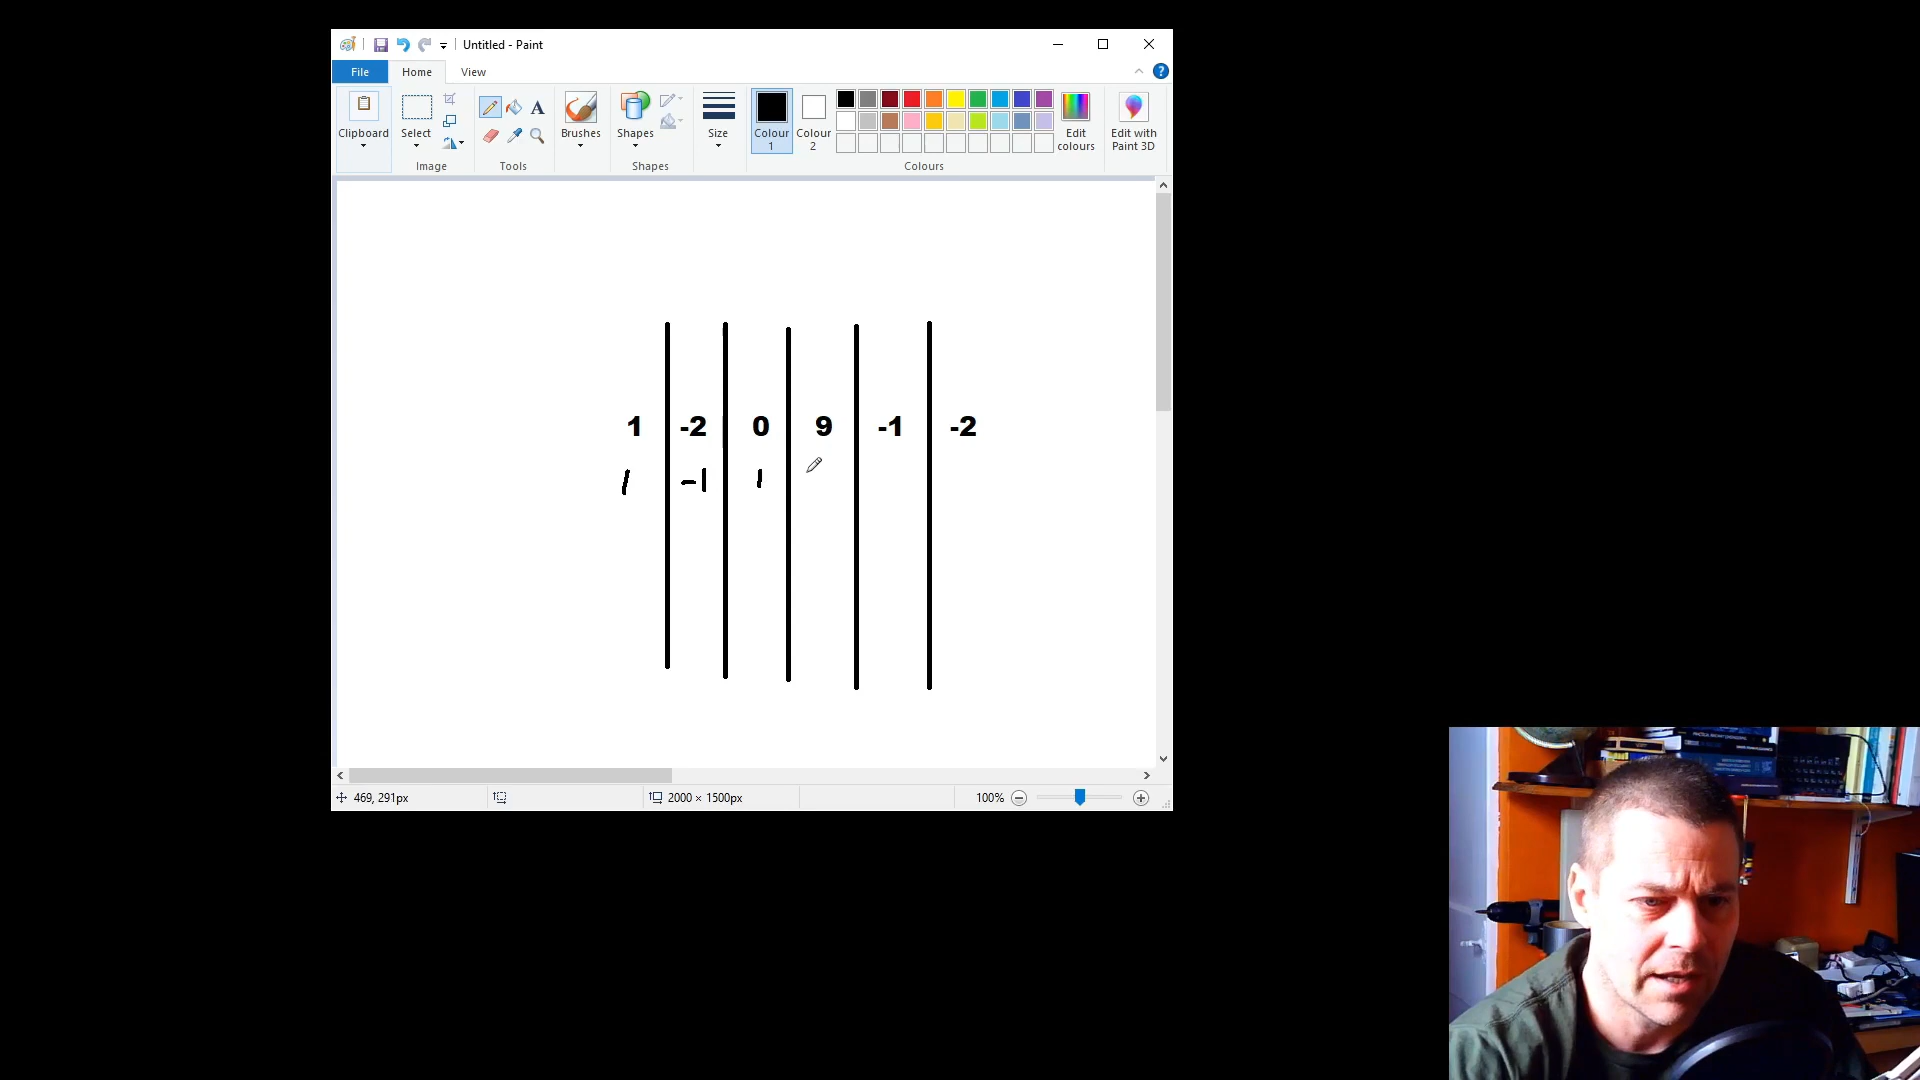 Untitled - Paint
File Home View
Clipboard
Select
Image
A
Tools
Brushes
Shapes
Shapes
Size
Colour 1
Colour 2
Edit colours
Colours
Edit with Paint 3D
1 -2 0 9 -1 -2
1 -1 1
469, 291px
2000 × 1500px
100%